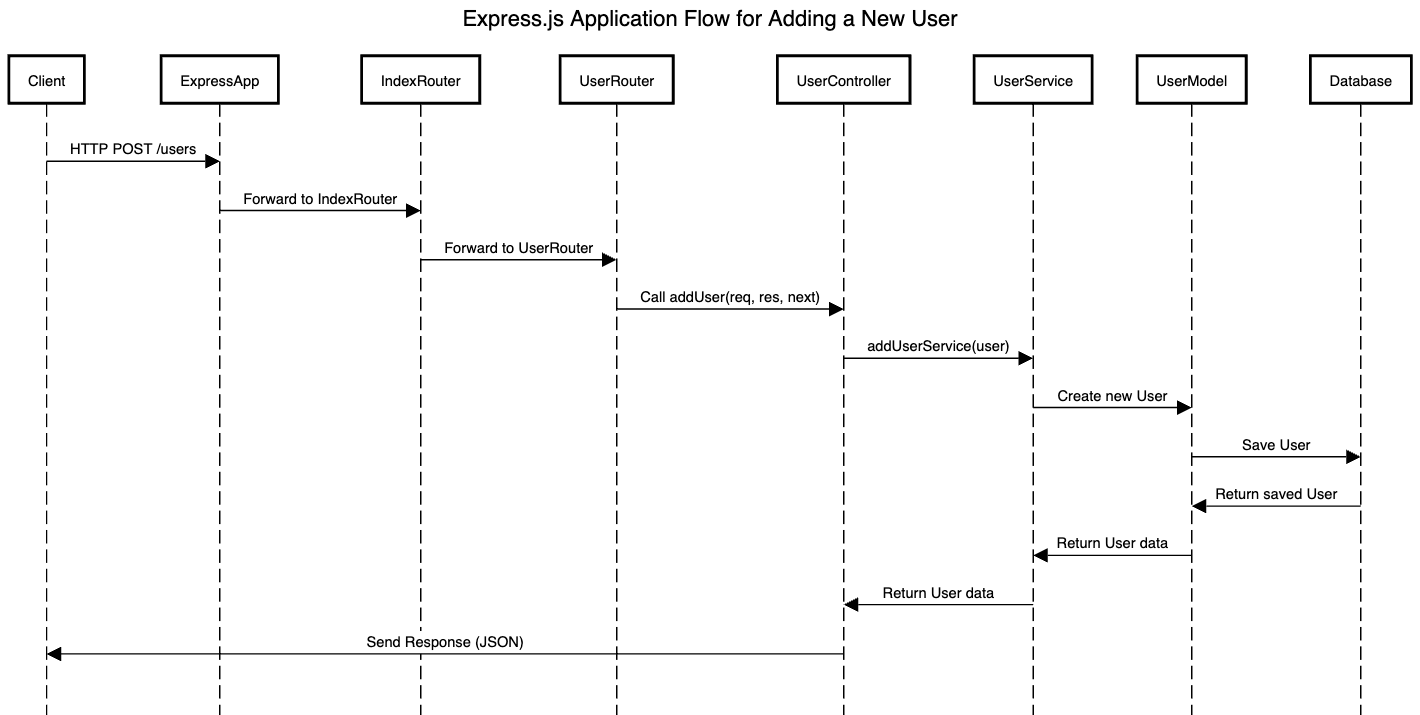 Express.js Application Flow for Adding a New User
Client
ExpressApp
IndexRouter
UserRouter
UserController
UserService
UserModel
Database
HTTP POST /users
Forward to IndexRouter
Forward to UserRouter
Call addUser(req, res, next)
addUserService(user)
Create new User
Save User
Return saved User
Return User data
Return User data
Send Response (JSON)